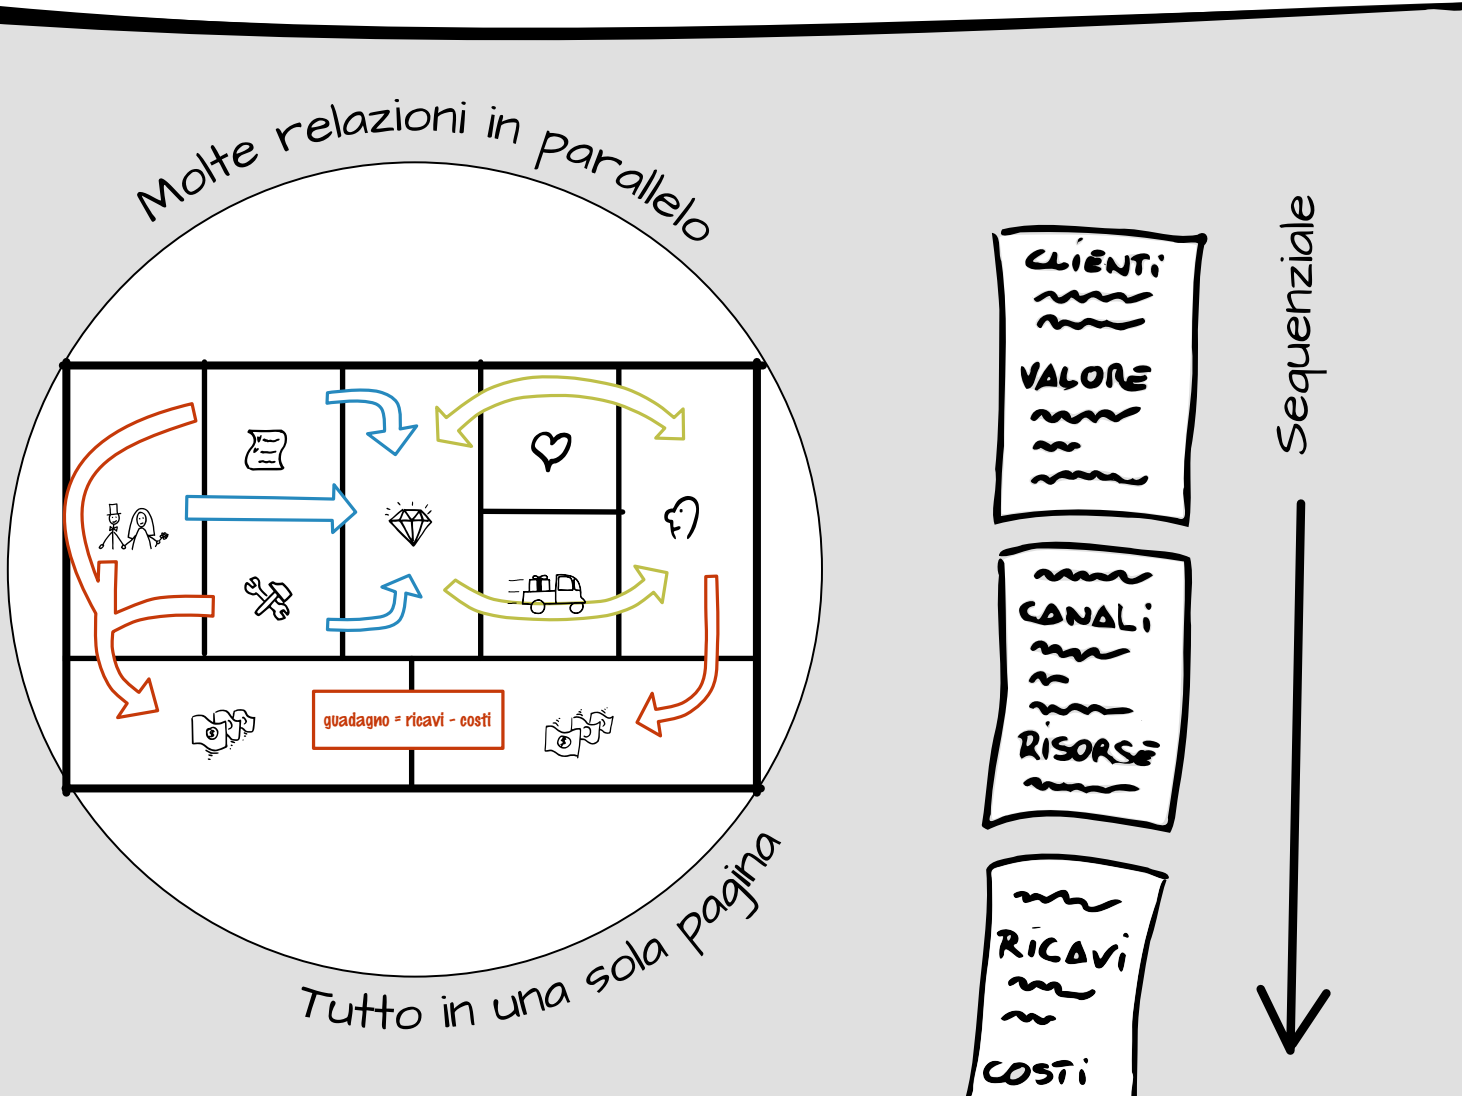 Molte relazioni in parallelo
guadagno = ricavi - costi
Tutto in una sola pagina
CLiENTi
VALORE
CANALi
RiSORSE
RiCAVi
COSTi
Sequenziale